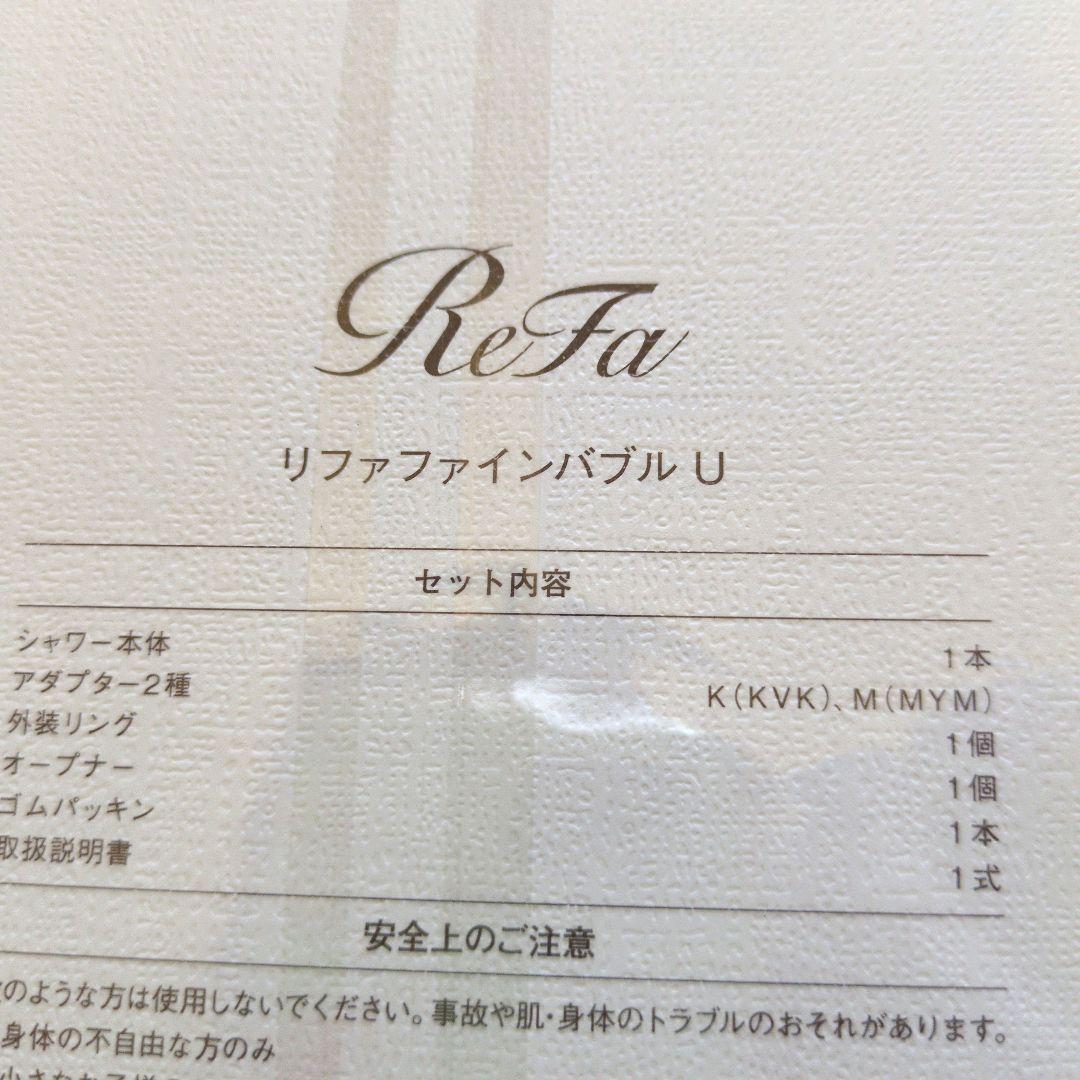 ReFa
リファファインバブル U
セット内容
シャワー本体 1本
アダプター2種 K(KVK)、M(MYM)
外装リング 1個
オープナー 1個
ゴムパッキン 1本
取扱説明書 1式
安全上のご注意
のような方は使用しないでください。事故や肌・身体のトラブルのおそれがあります。
身体の不自由な方のみ